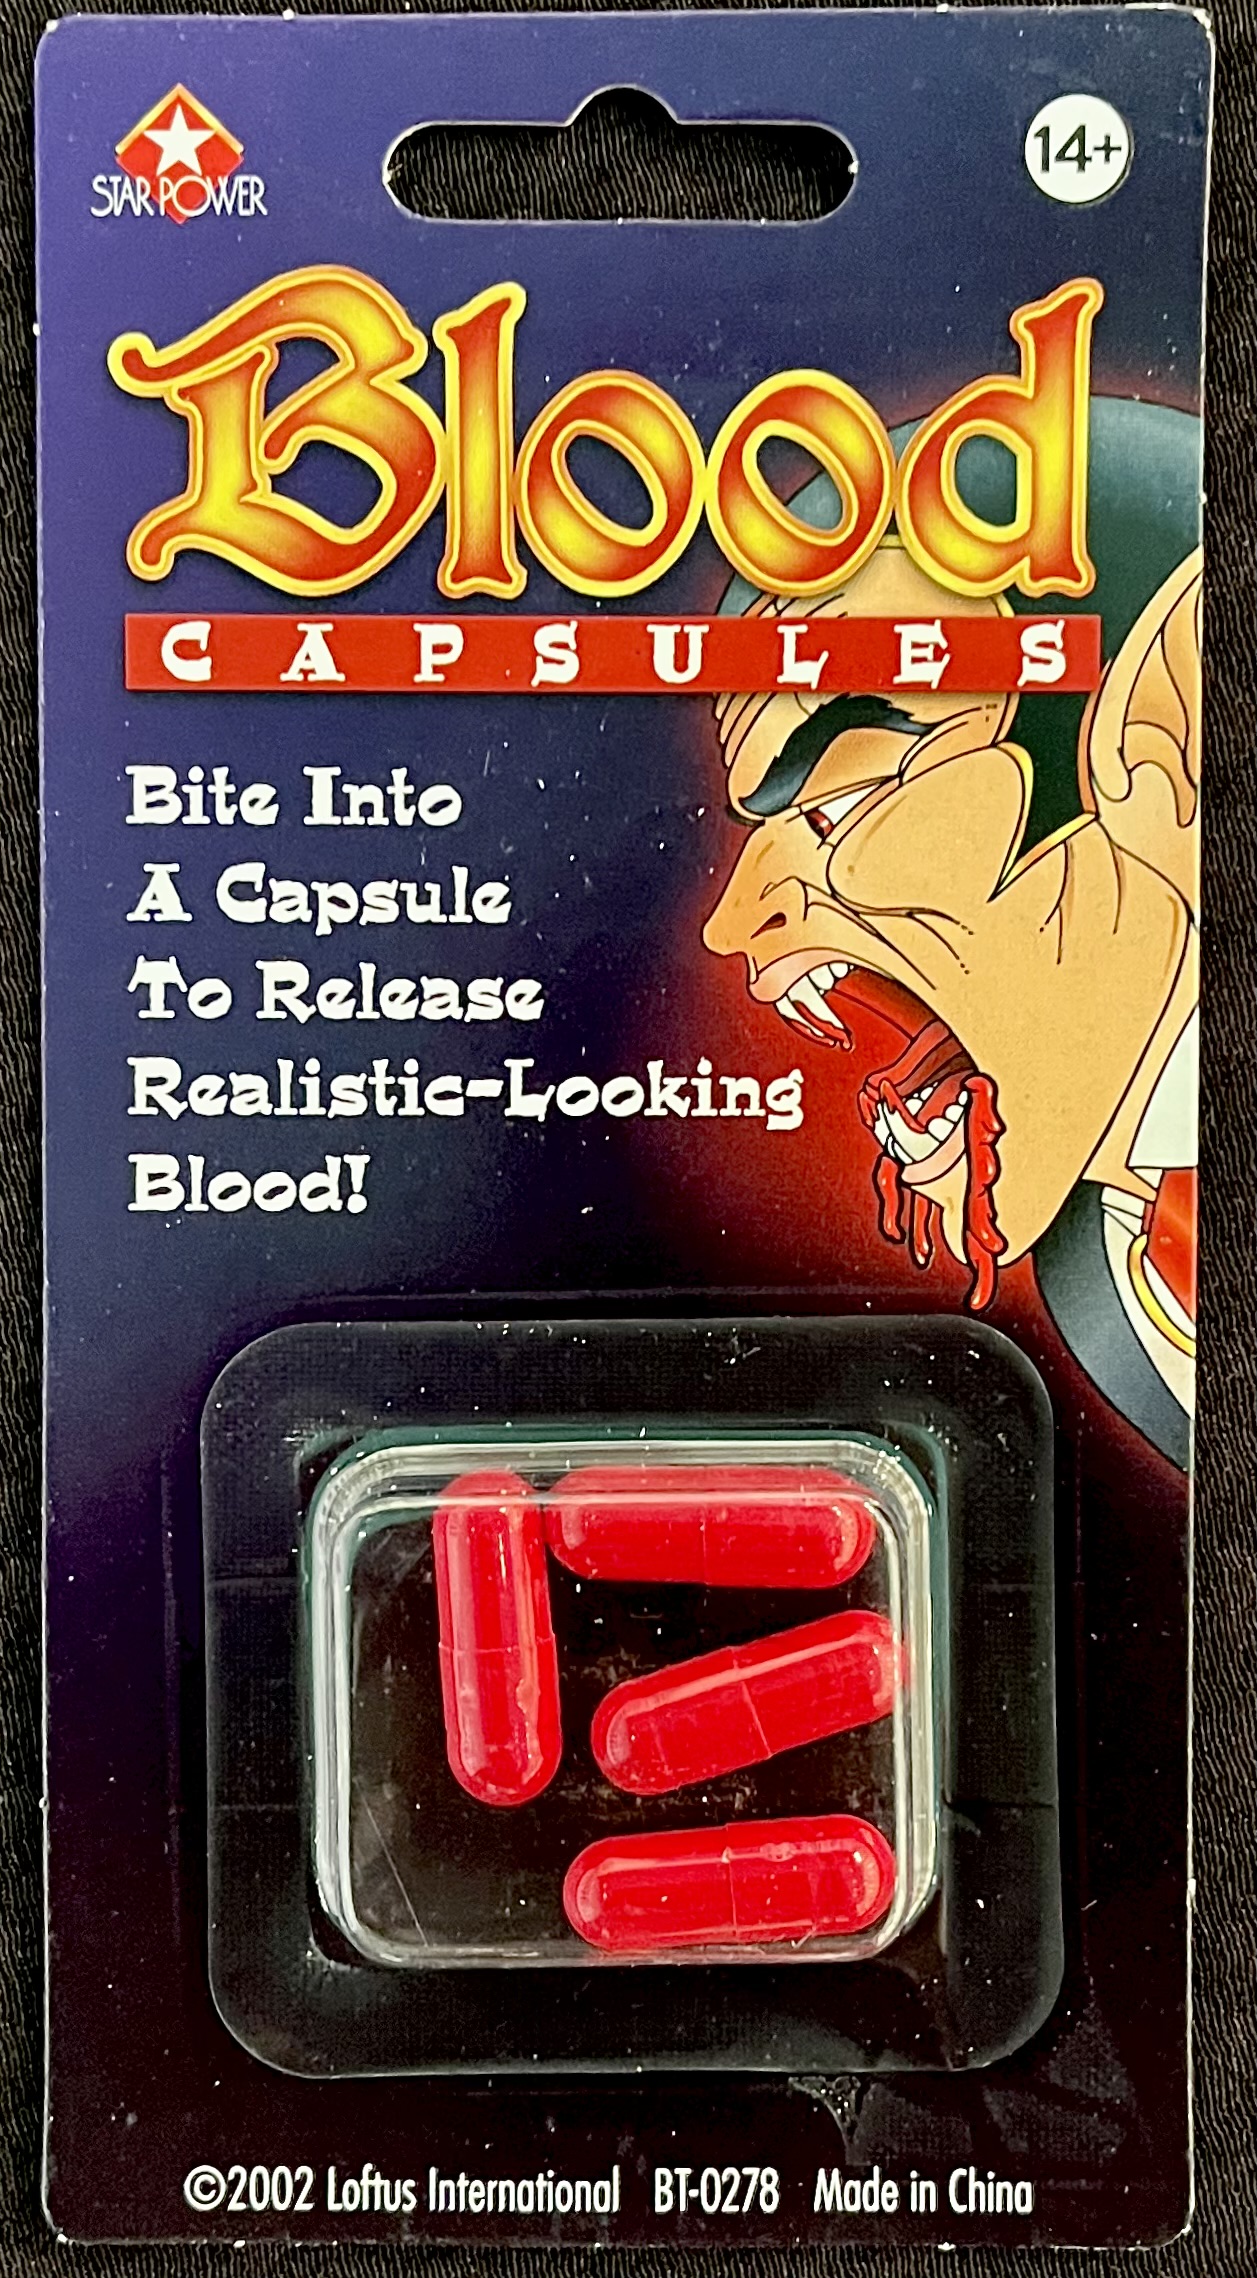 STAR POWER
14+
Blood
CAPSULES
Bite Into
A Capsule
To Release
Realistic-Looking
Blood!
©2002 Loftus International BT-0278 Made in China